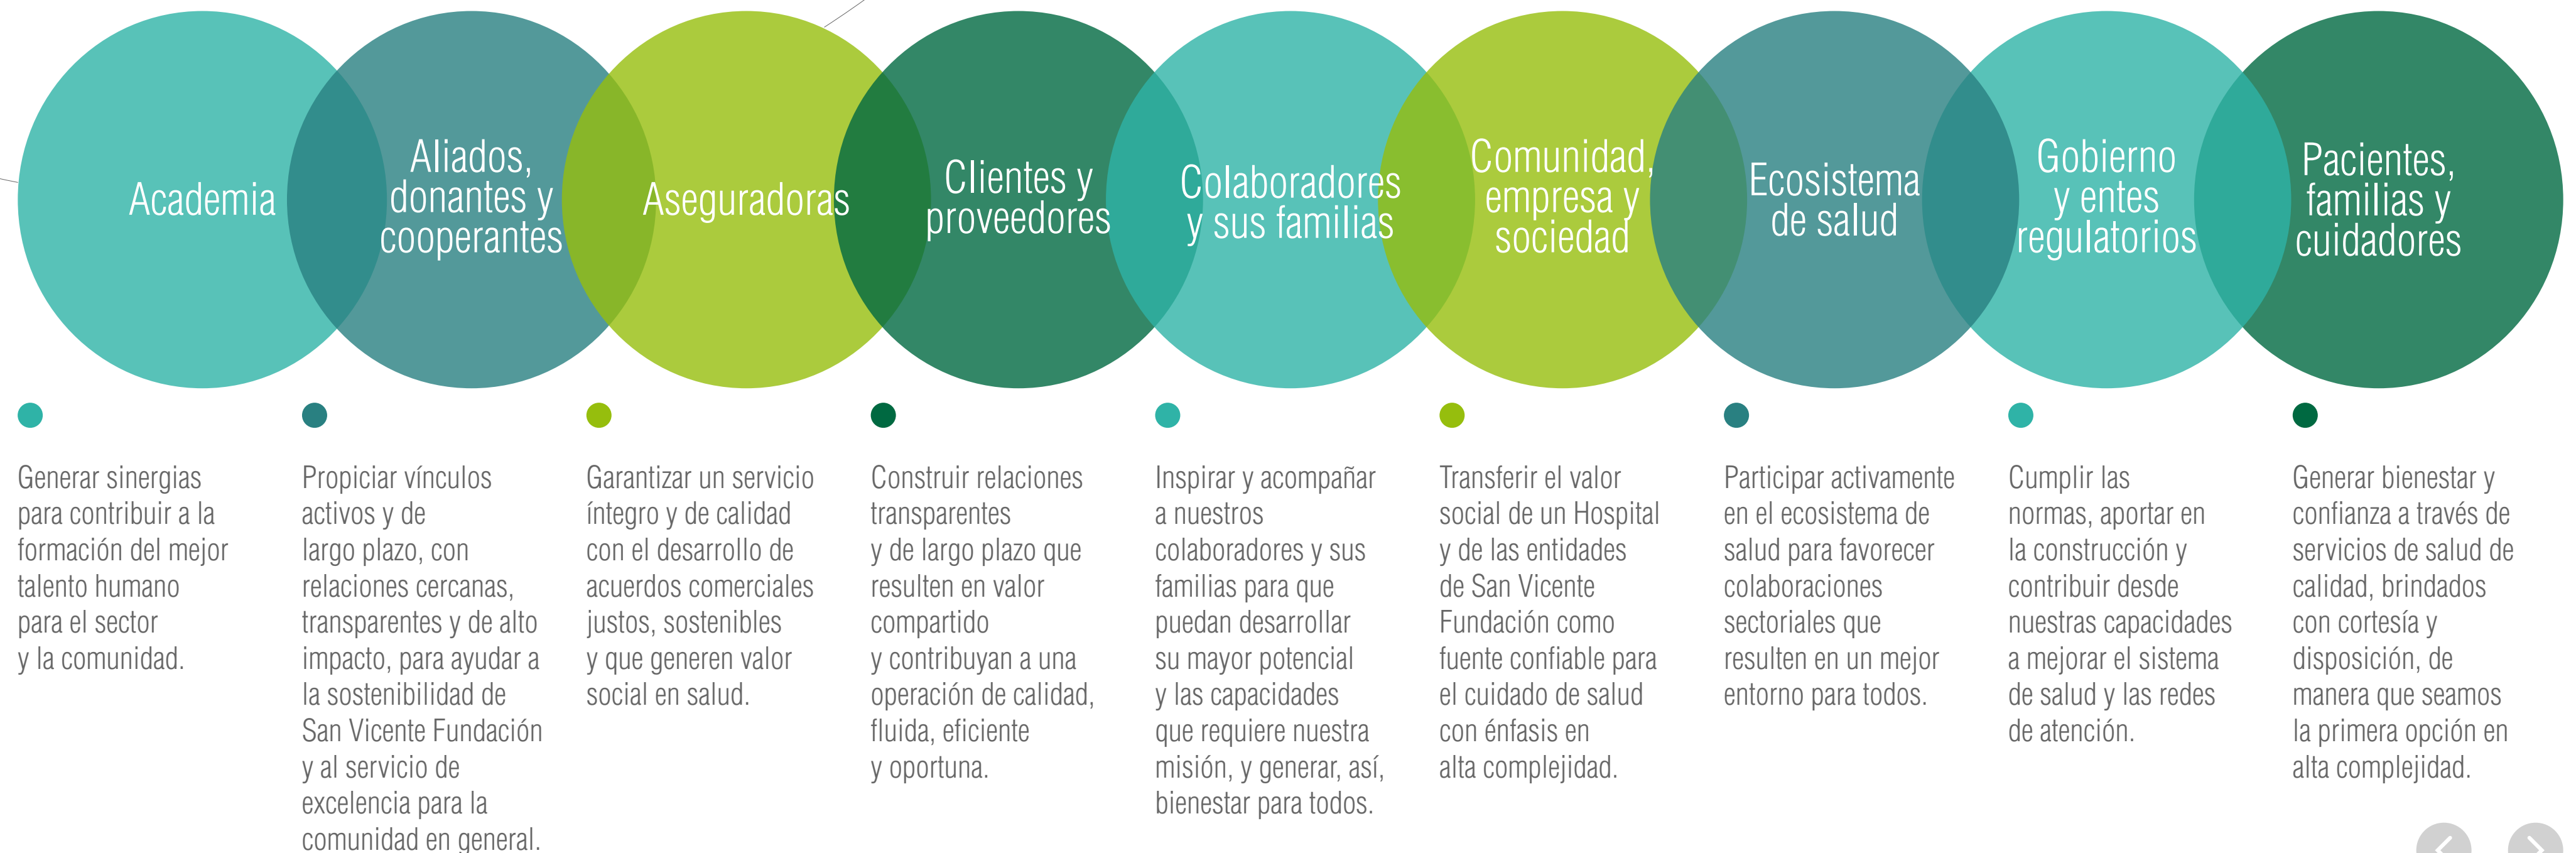 Academia
Aliados,
donantes y
cooperantes
Aseguradoras
Clientes y
proveedores
Colaboradores
y sus familias
Comunidad,
empresa y
sociedad
Ecosistema
de salud
Gobierno
y entes
regulatorios
Pacientes,
familias y
cuidadores
Generar sinergias
para contribuir a la
formación del mejor
talento humano
para el sector
y la comunidad.
Propiciar vínculos
activos y de
largo plazo, con
relaciones cercanas,
transparentes y de alto
impacto, para ayudar a
la sostenibilidad de
San Vicente Fundación
y al servicio de
excelencia para la
comunidad en general.
Garantizar un servicio
íntegro y de calidad
con el desarrollo de
acuerdos comerciales
justos, sostenibles
y que generen valor
social en salud.
Construir relaciones
transparentes
y de largo plazo que
resulten en valor
compartido
y contribuyan a una
operación de calidad,
fluida, eficiente
y oportuna.
Inspirar y acompañar
a nuestros
colaboradores y sus
familias para que
puedan desarrollar
su mayor potencial
y las capacidades
que requiere nuestra
misión, y generar, así,
bienestar para todos.
Transferir el valor
social de un Hospital
y de las entidades
de San Vicente
Fundación como
fuente confiable para
el cuidado de salud
con énfasis en
alta complejidad.
Participar activamente
en el ecosistema de
salud para favorecer
colaboraciones
sectoriales que
resulten en un mejor
entorno para todos.
Cumplir las
normas, aportar en
la construcción y
contribuir desde
nuestras capacidades
a mejorar el sistema
de salud y las redes
de atención.
Generar bienestar y
confianza a través de
servicios de salud de
calidad, brindados
con cortesía y
disposición, de
manera que seamos
la primera opción en
alta complejidad.